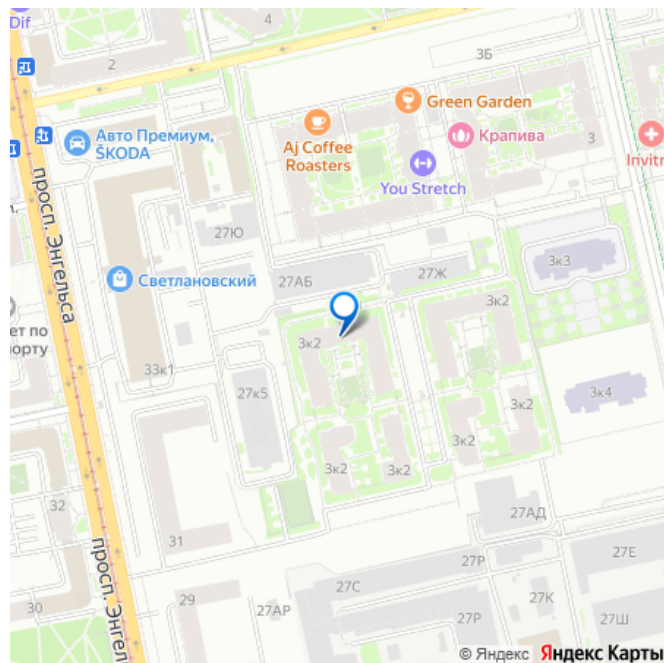 Dif
4
2
3Б
Green Garden
Авто Премиум,
ŠKODA
Aj Coffee
Roasters
Крапива
3
Invitr
You Stretch
просп. Энгельса
27Ю
Светлановский
27АБ
27Ж
3к3
3к2
3к2
ет по
порту
33к1
27к5
3к4
3к2
3к2
3к2
3к2
3к2
32
31
27АД
просп. Энгел
27Р
27Е
27С
29
30
27АР
27Р
27К
27Ш
© Яндекс Яндекс Карты